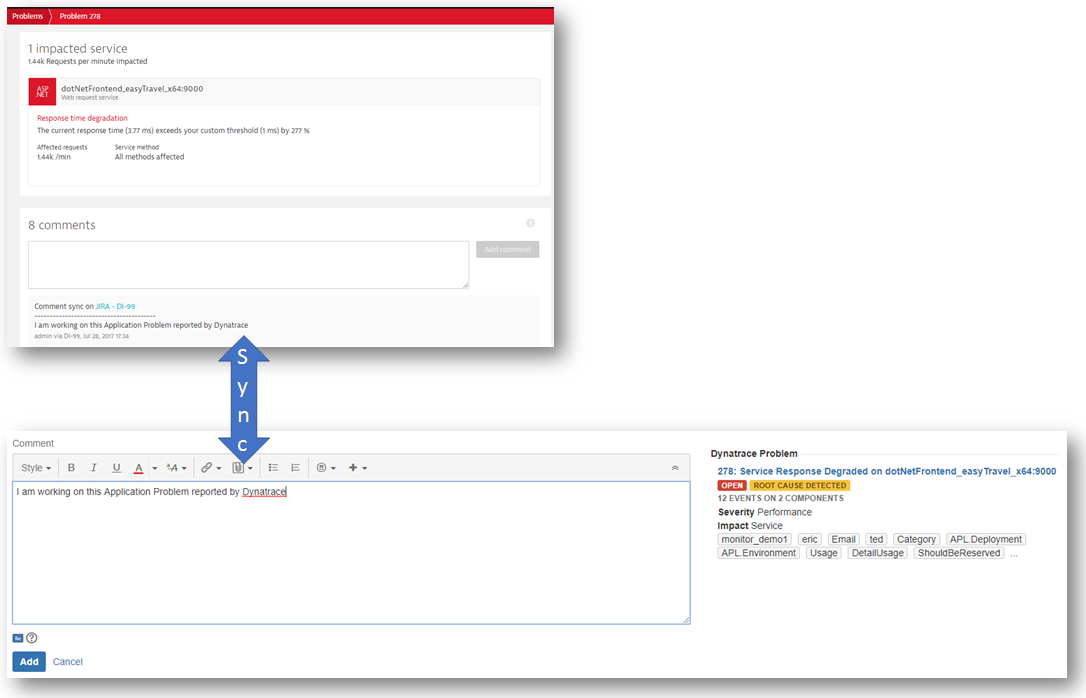 Problems Problem 278
1 impacted service
1.44k Requests per minute impacted
ASP
.NET
dotNetFrontend_easyTravel_x64:9000
Web request service
Response time degradation
The current response time (3.77 ms) exceeds your custom threshold (1 ms) by 277 %
Affected requests Service method
1.44k /min All methods affected
8 comments
Add comment
Comment sync on JIRA - DI-99
----------------------------------------
I am working on this Application Problem reported by Dynatrace
admin via DI-99, Jul 28, 2017 17:34
S
y
n
c
Comment
Style B I U A ªA
I am working on this Application Problem reported by Dynatrace
Add Cancel
Dynatrace Problem
278: Service Response Degraded on dotNetFrontend_easyTravel_x64:9000
OPEN ROOT CAUSE DETECTED
12 EVENTS ON 2 COMPONENTS
Severity Performance
Impact Service
monitor_demo1 eric Email ted Category APL.Deployment
APL.Environment Usage DetailUsage ShouldBeReserved ...